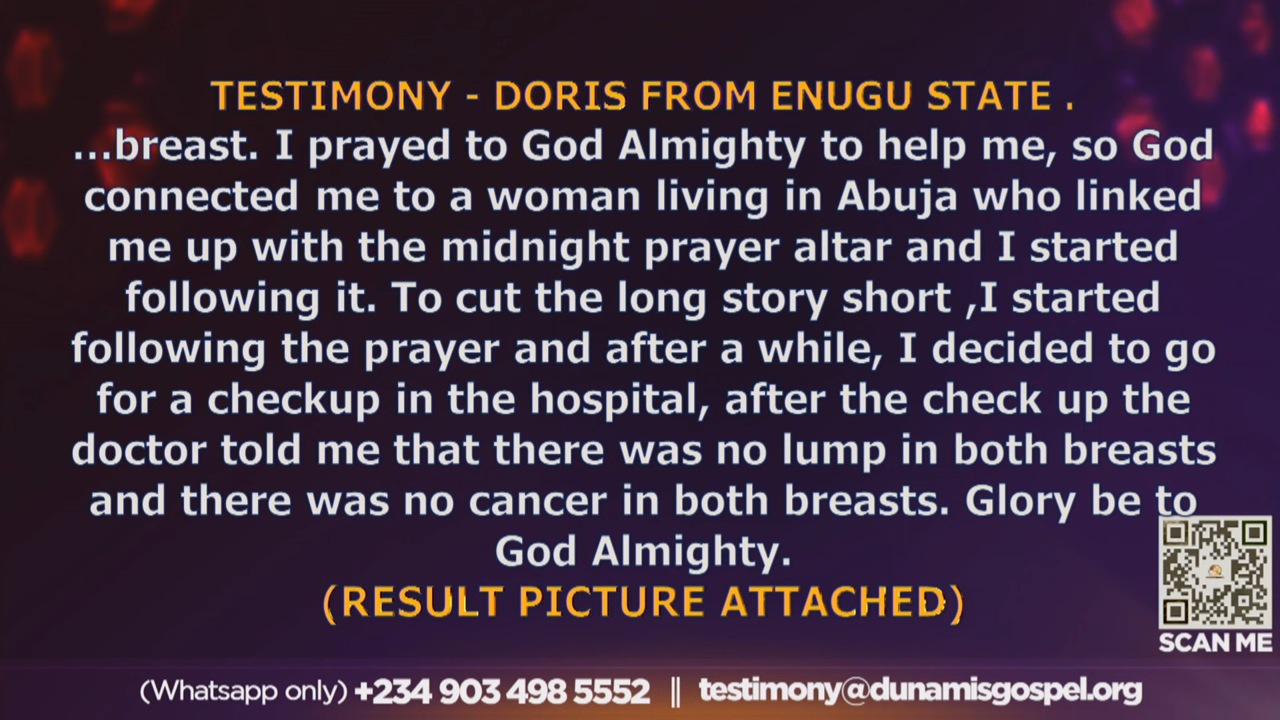 TESTIMONY - DORIS FROM ENUGU STATE .
...breast. I prayed to God Almighty to help me, so God
connected me to a woman living in Abuja who linked
me up with the midnight prayer altar and I started
following it. To cut the long story short ,I started
following the prayer and after a while, I decided to go
for a checkup in the hospital, after the check up the
doctor told me that there was no lump in both breasts
and there was no cancer in both breasts. Glory be to
God Almighty.
(RESULT PICTURE ATTACHED)
SCAN ME
(Whatsapp only) +234 903 498 5552 || testimony@dunamisgospel.org